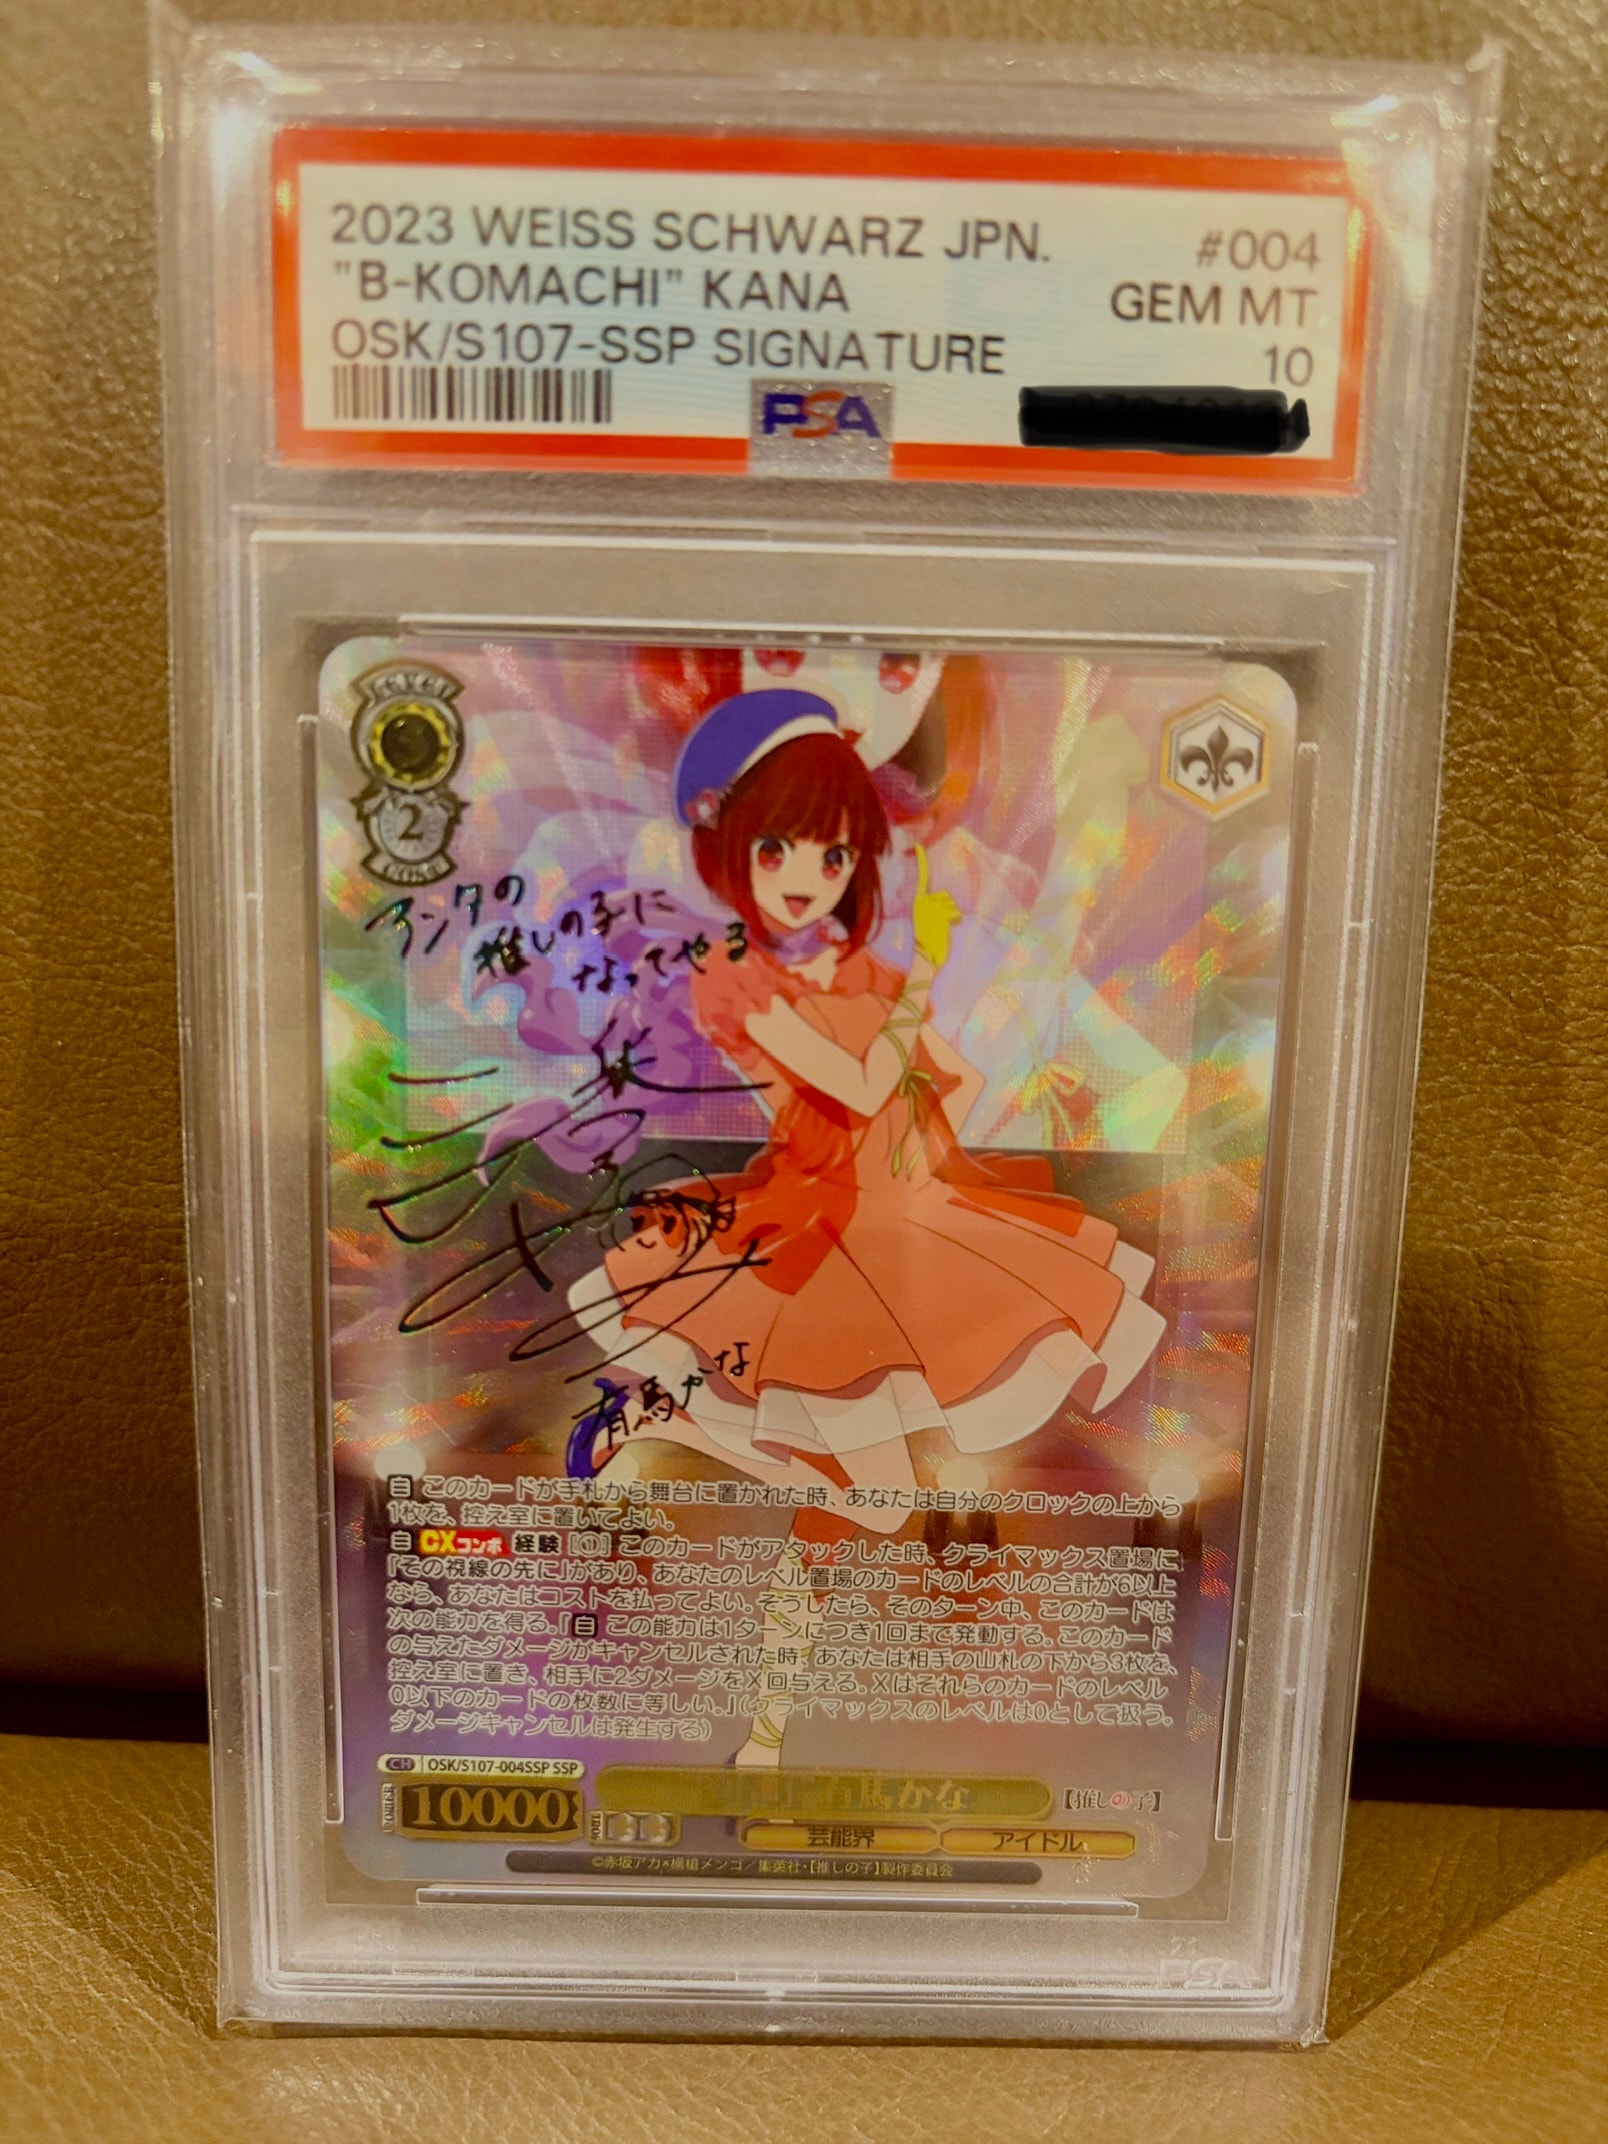 2023 WEISS SCHWARZ JPN. #004
"B-KOMACHI" KANA GEM MT
OSK/S107-SSP SIGNATURE 10
PSA
LEVEL
3
2
COST
アンタの
推しの子に
なってやる
有馬かな
自 このカードが手札から舞台に置かれた時、あなたは自分のクロックの上から
1枚を、控え室に置いてよい。
自 CXコンボ 経験 [①] このカードがアタックした時、クライマックス置場に
「その視線の先に」があり、あなたのレベル置場のカードのレベルの合計が6以上
なら、あなたはコストを払ってよい。そうしたら、そのターン中、このカードは
次の能力を得る。「自 この能力は1ターンにつき1回まで発動する。このカード
の与えたダメージがキャンセルされた時、あなたは相手の山札の下から3枚を、
控え室に置き、相手に2ダメージをX回与える。Xはそれらのカードのレベル
0以下のカードの枚数に等しい。」(クライマックスのレベルは0として扱う。
ダメージキャンセルは発生する)
CH OSK/S107-004SSP SSP
10000
有馬かな
【推しの子】
芸能界 アイドル
©赤坂アカ×横槍メンゴ/集英社・【推しの子】製作委員会
PSA